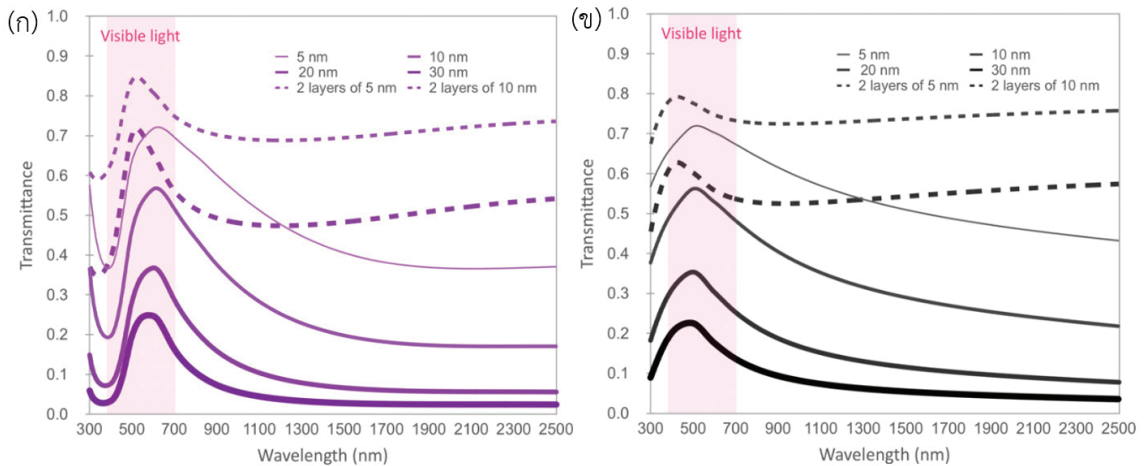 (ก)
Visible light
5 nm 10 nm
20 nm 30 nm
2 layers of 5 nm 2 layers of 10 nm
1.0
0.9
0.8
0.7
0.6
0.5
0.4
0.3
0.2
0.1
0.0
Transmittance
300 500 700 900 1100 1300 1500 1700 1900 2100 2300 2500
Wavelength (nm)
(ข)
Visible light
5 nm 10 nm
20 nm 30 nm
2 layers of 5 nm 2 layers of 10 nm
1.0
0.9
0.8
0.7
0.6
0.5
0.4
0.3
0.2
0.1
0.0
Transmittance
300 500 700 900 1100 1300 1500 1700 1900 2100 2300 2500
Wavelength (nm)